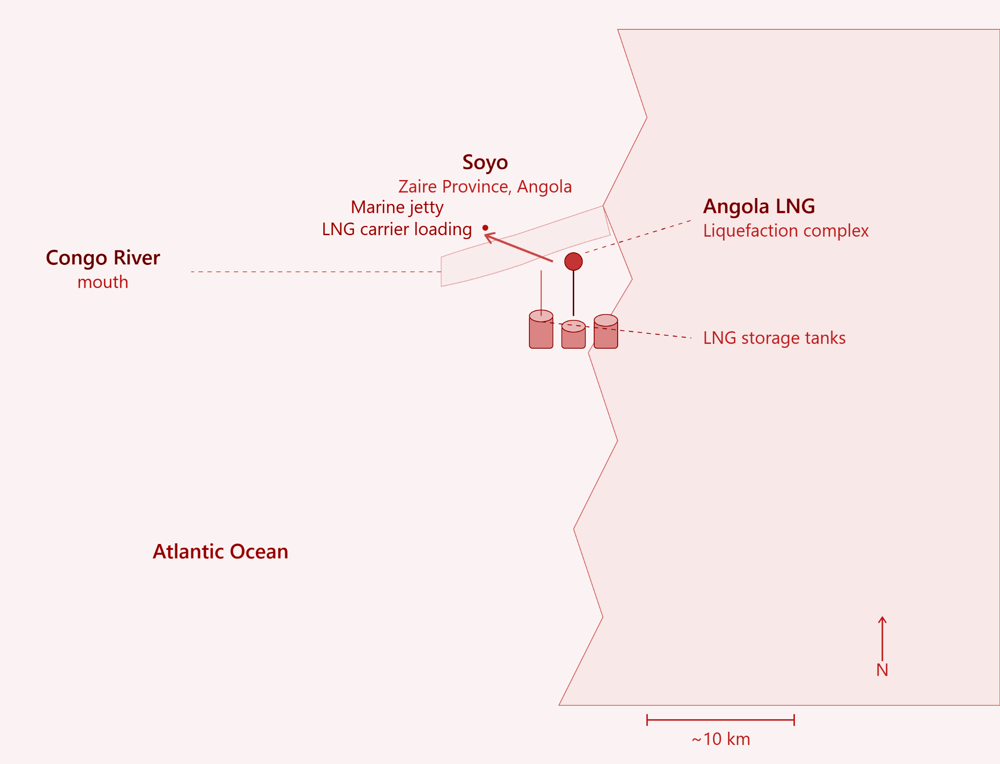 Soyo
Zaire Province, Angola
Marine jetty
LNG carrier loading
Angola LNG
Liquefaction complex
Congo River
mouth
LNG storage tanks
Atlantic Ocean
N
~10 km